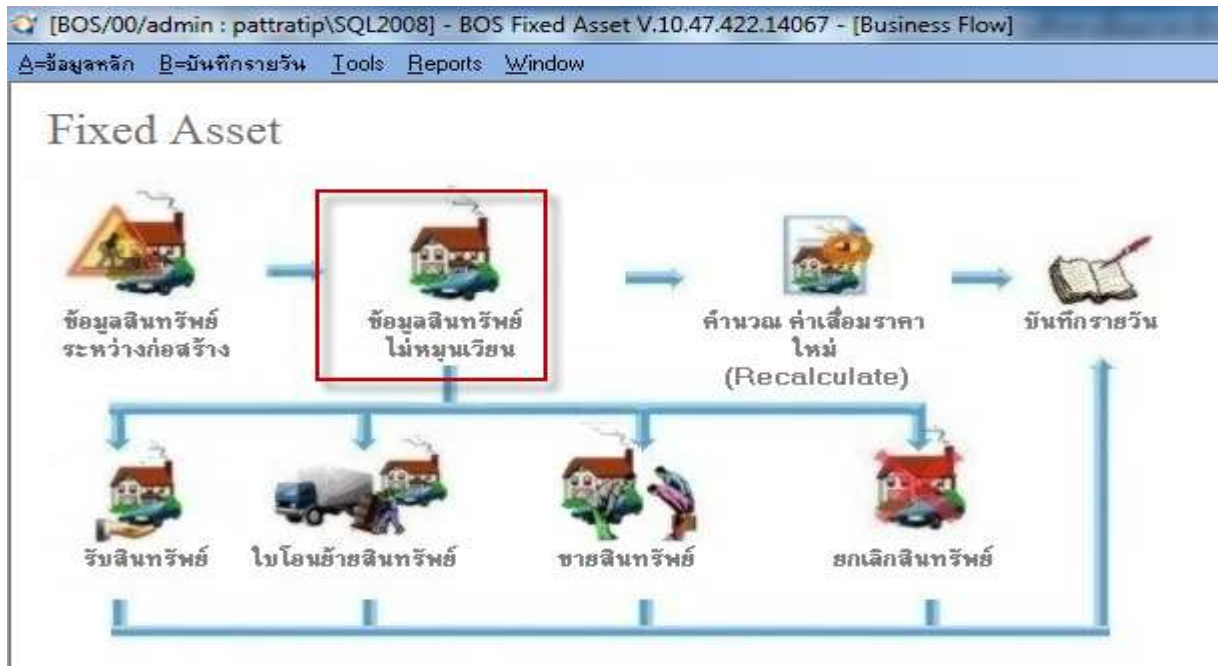 [BOS/00/admin : pattratip\SQL2008] - BOS Fixed Asset V.10.47.422.14067 - [Business Flow]
A=ข้อมูลหลัก B=บันทึกรายวัน Tools Reports Window
Fixed Asset
ข้อมูลสินทรัพย์
ระหว่างก่อสร้าง
ข้อมูลสินทรัพย์
ไม่หมุนเวียน
คำนวณ ค่าเสื่อมราคา
ใหม่
(Recalculate)
บันทึกรายวัน
รับสินทรัพย์
ใบโอนย้ายสินทรัพย์
ขายสินทรัพย์
ยกเลิกสินทรัพย์